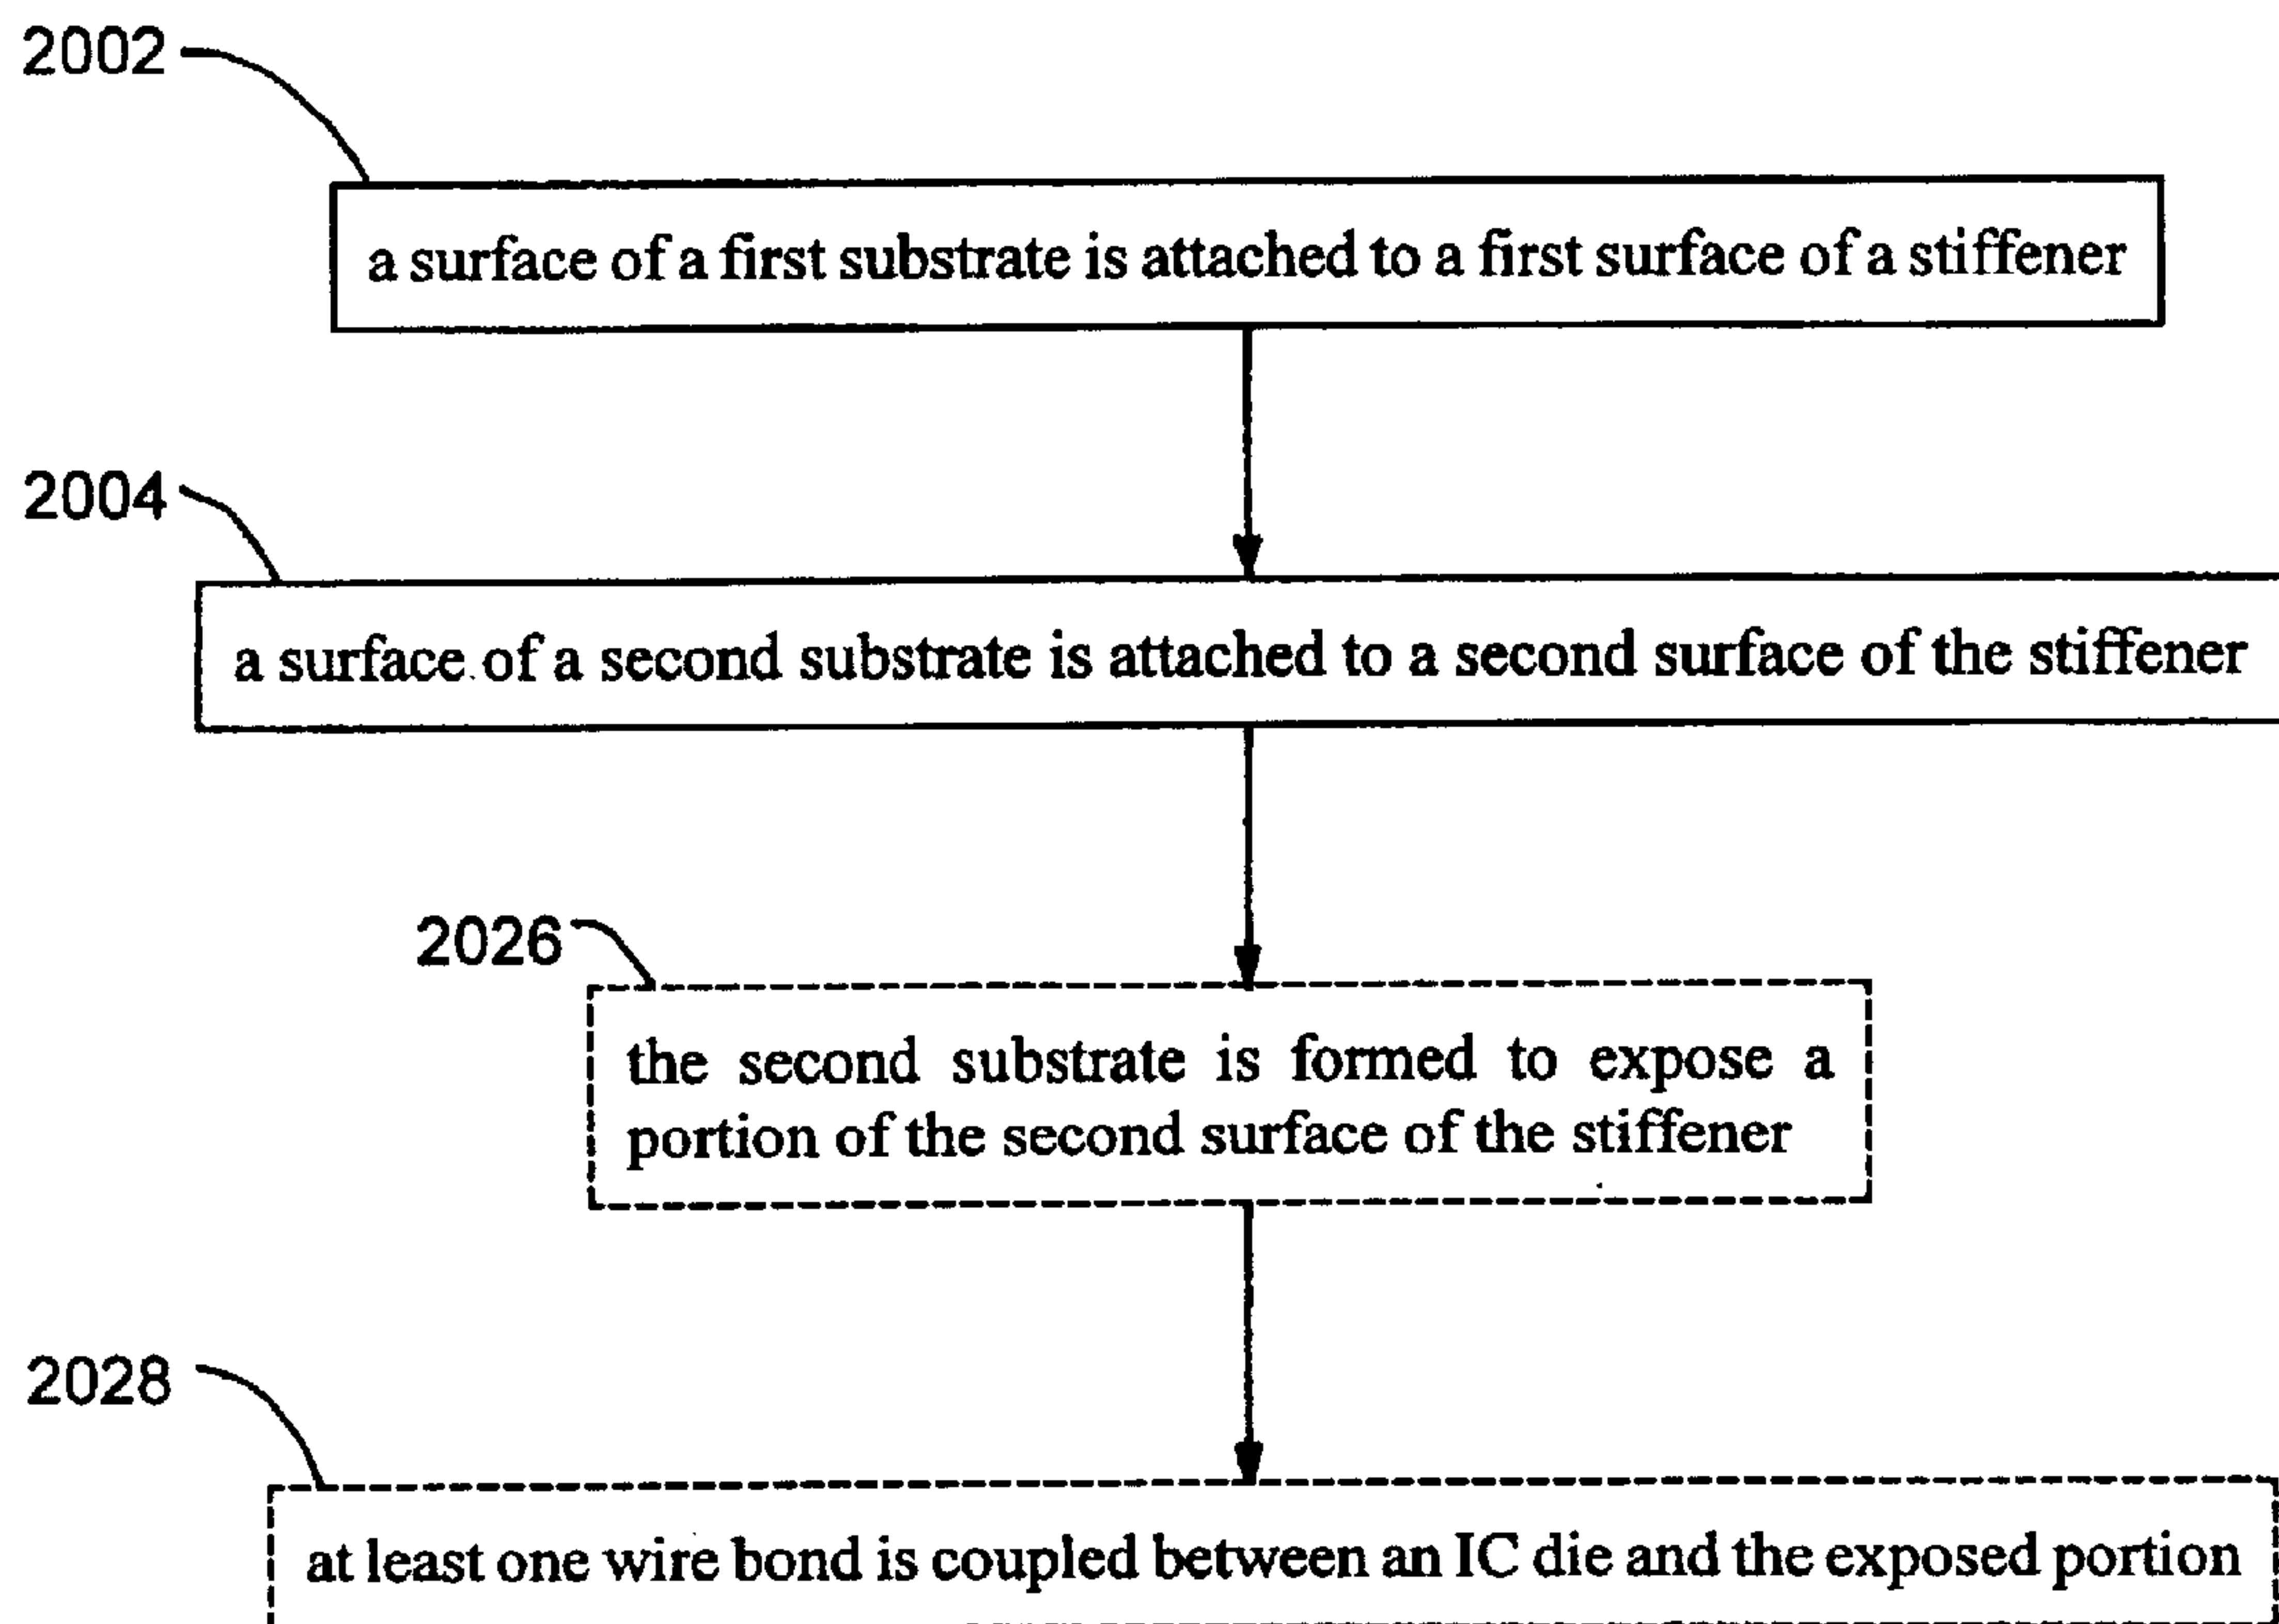 2002
a surface of a first substrate is attached to a first surface of a stiffener
2004
a surface of a second substrate is attached to a second surface of the stiffener
2026
the second substrate is formed to expose a
portion of the second surface of the stiffener
2028
at least one wire bond is coupled between an IC die and the exposed portion